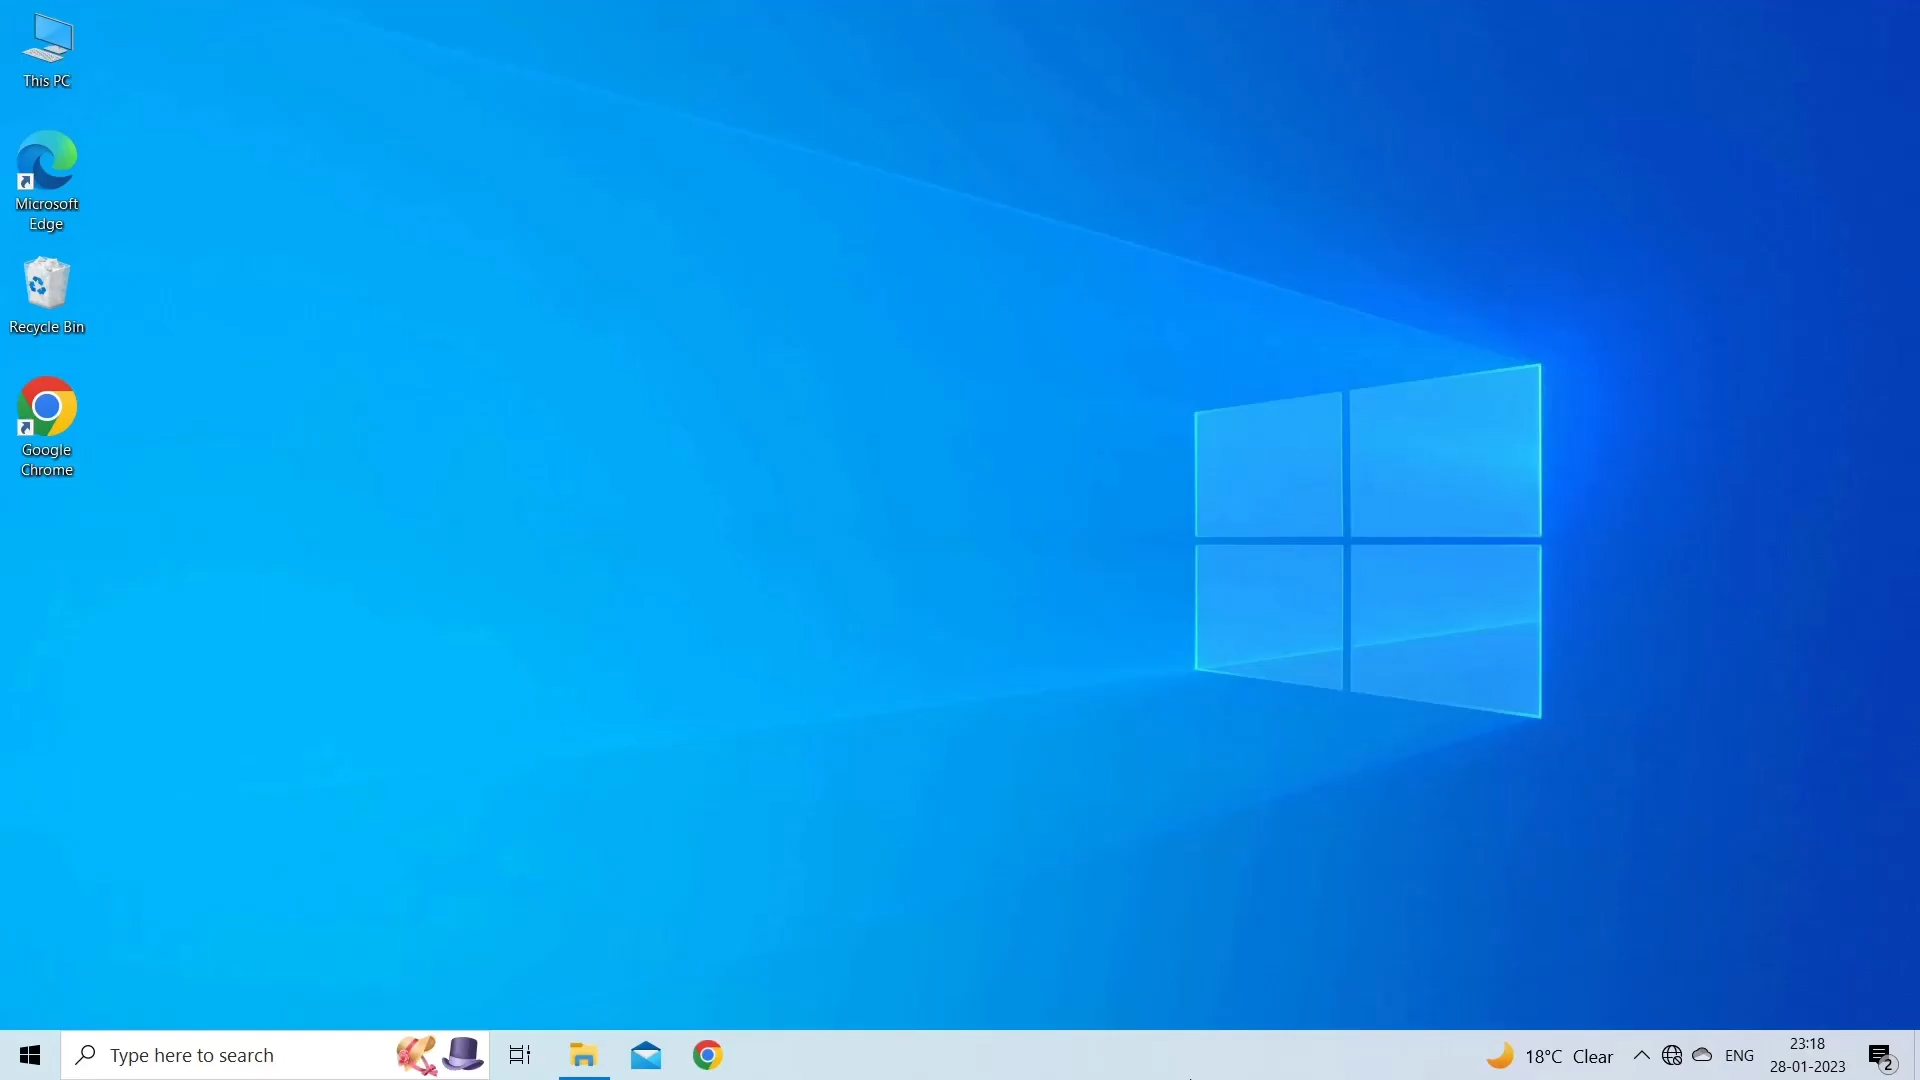 This PC
Microsoft
Edge
Recycle Bin
Google
Chrome
Type here to search
18°C Clear
ENG
23:18
28-01-2023
2